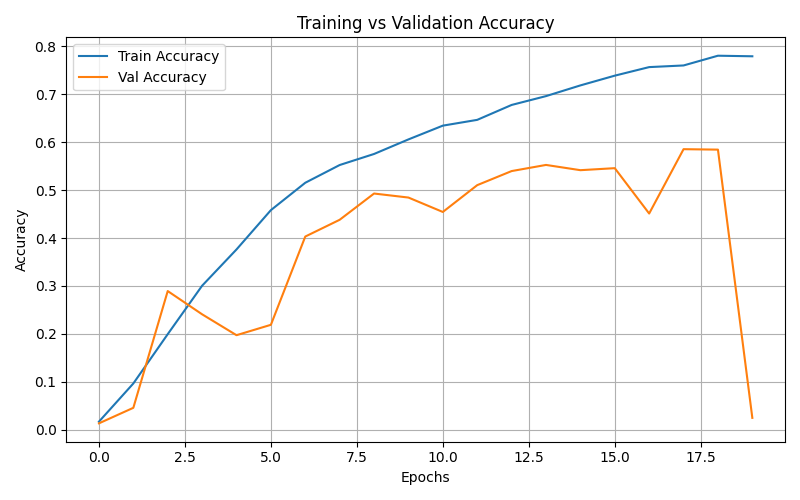 Training vs Validation Accuracy
Train Accuracy
Val Accuracy
0.8
0.7
0.6
0.5
0.4
0.3
0.2
0.1
0.0
Accuracy
0.0 2.5 5.0 7.5 10.0 12.5 15.0 17.5
Epochs